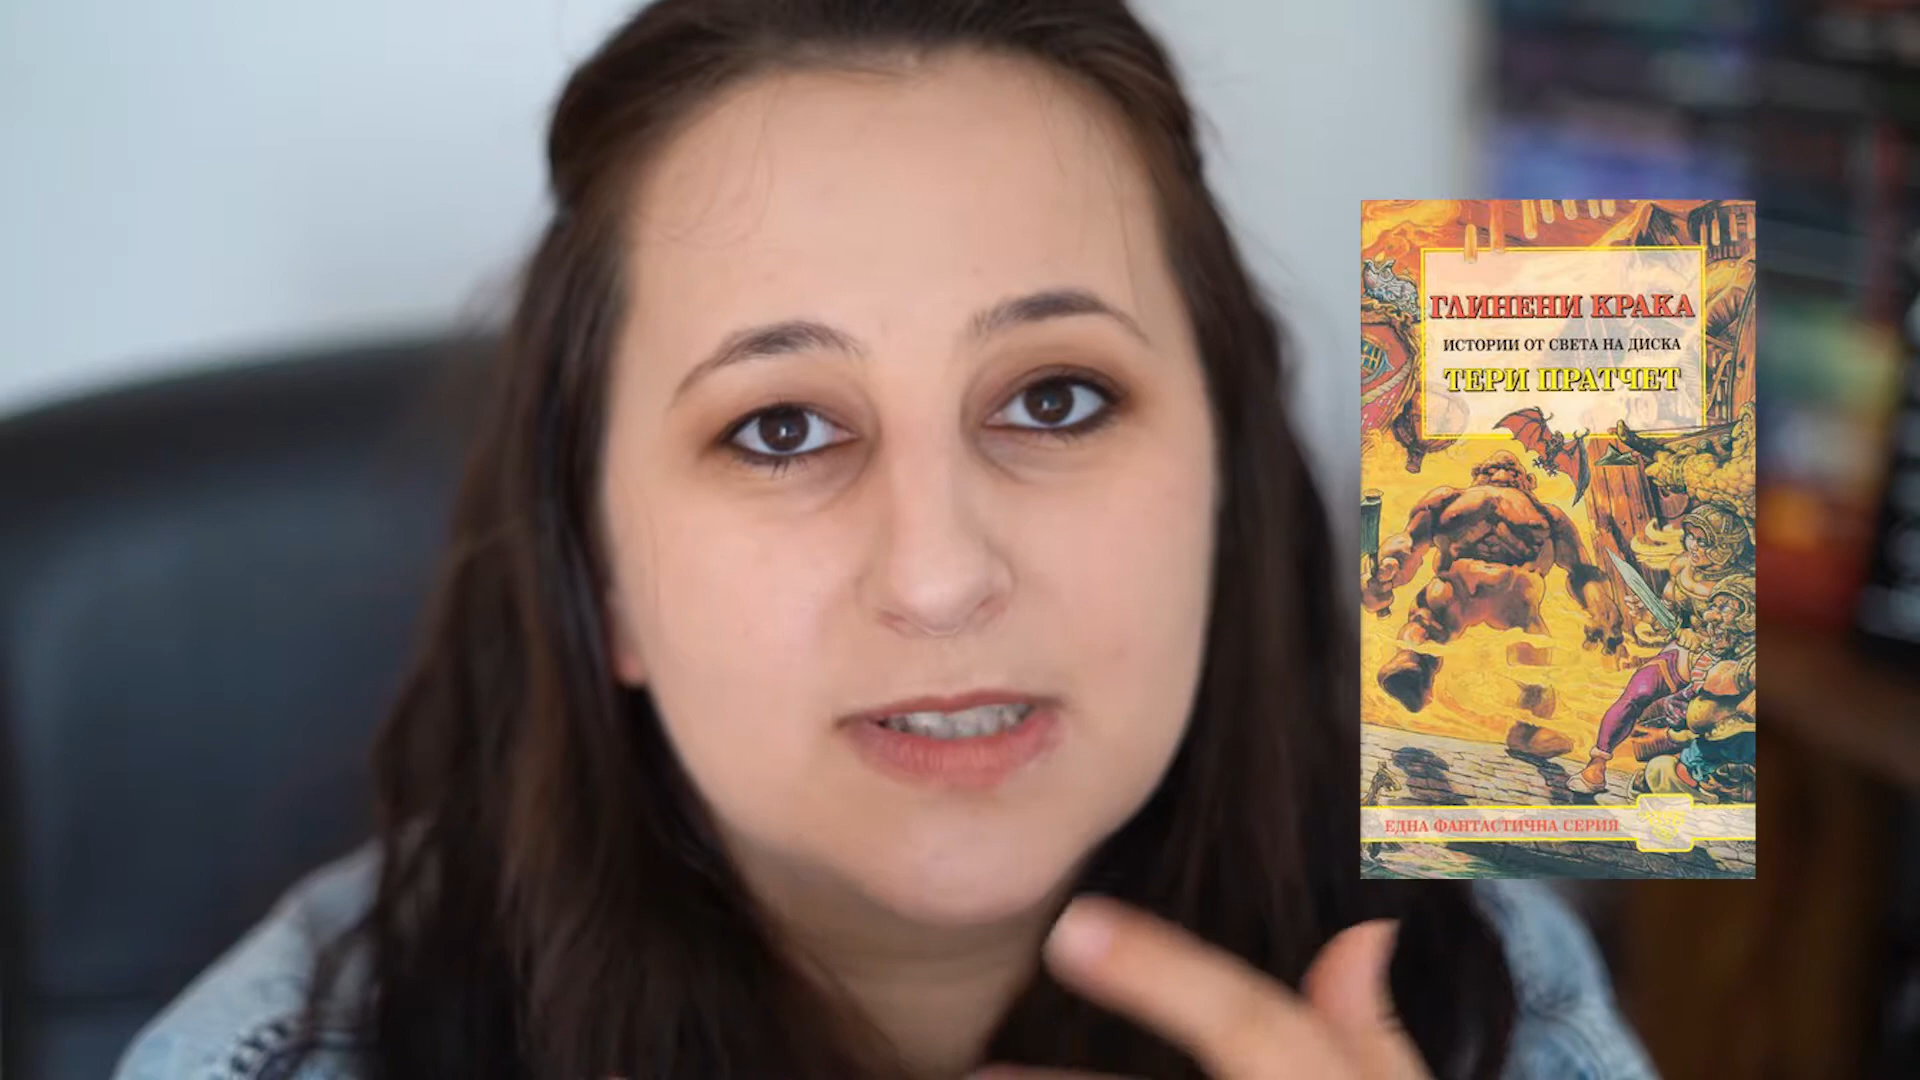 ГЛИНЕНИ КРАКА
ИСТОРИИ ОТ СВЕТА НА ДИСКА
ТЕРИ ПРАТЧЕТ
ЕДНА ФАНТАСТИЧНА СЕРИЯ